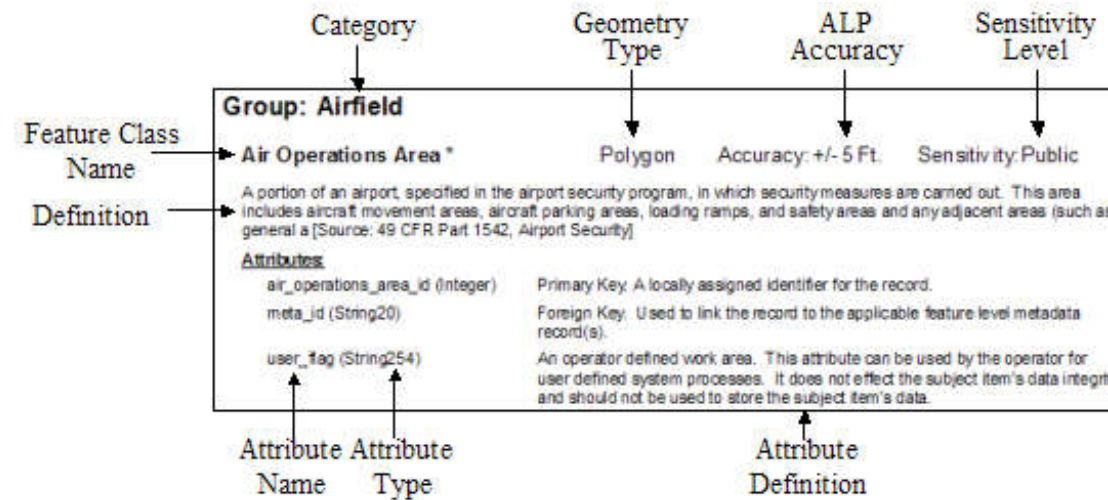 Category
Geometry
Type
ALP
Accuracy
Sensitivity
Level
Group: Airfield
Feature Class
Name
Air Operations Area *
Polygon
Accuracy: +/- 5 Ft.
Sensitivity: Public
Definition
A portion of an airport, specified in the airport security program, in which security measures are carried out. This area
includes aircraft movement areas, aircraft parking areas, loading ramps, and safety areas and any adjacent areas (such as
general a [Source: 49 CFR Part 1542, Airport Security]
Attributes:
air_operations_area_id (Integer)
Primary Key. A locally assigned identifier for the record.
meta_id (String20)
Foreign Key. Used to link the record to the applicable feature level metadata
record(s).
user_flag (String254)
An operator defined work area. This attribute can be used by the operator for
user defined system processes. It does not effect the subject item's data integrit
and should not be used to store the subject item's data.
Attribute
Name
Attribute
Type
Attribute
Definition